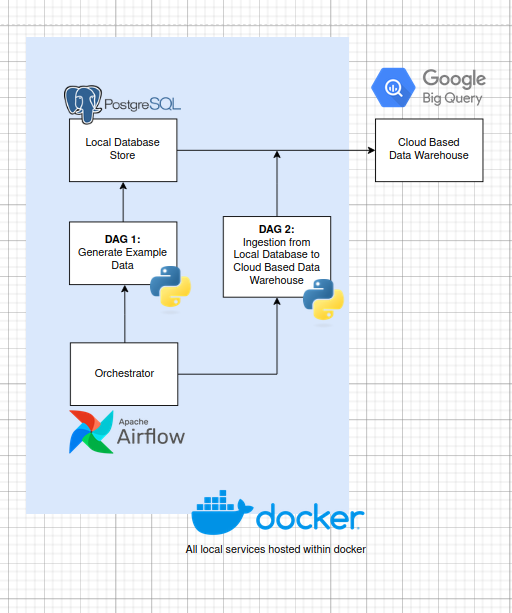 PostgreSQL
Google
Big Query
Local Database
Store
Cloud Based
Data Warehouse
DAG 1:
Generate Example
Data
DAG 2:
Ingestion from
Local Database to
Cloud Based Data
Warehouse
Orchestrator
Apache
Airflow
docker
All local services hosted within docker